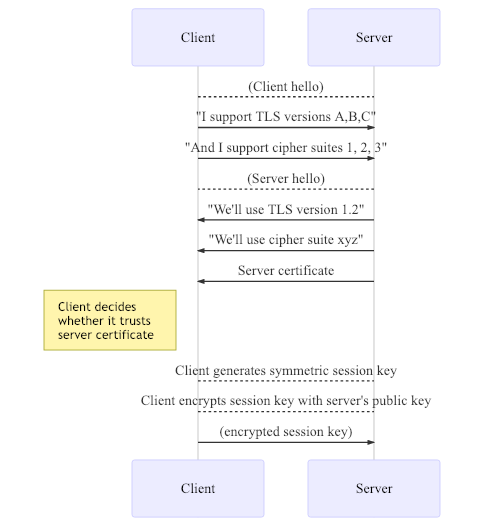 Client
Server
(Client hello)
"I support TLS versions A,B,C"
"And I support cipher suites 1, 2, 3"
(Server hello)
"We'll use TLS version 1.2"
"We'll use cipher suite xyz"
Server certificate
Client decides
whether it trusts
server certificate
Client generates symmetric session key
Client encrypts session key with server's public key
(encrypted session key)
Client
Server